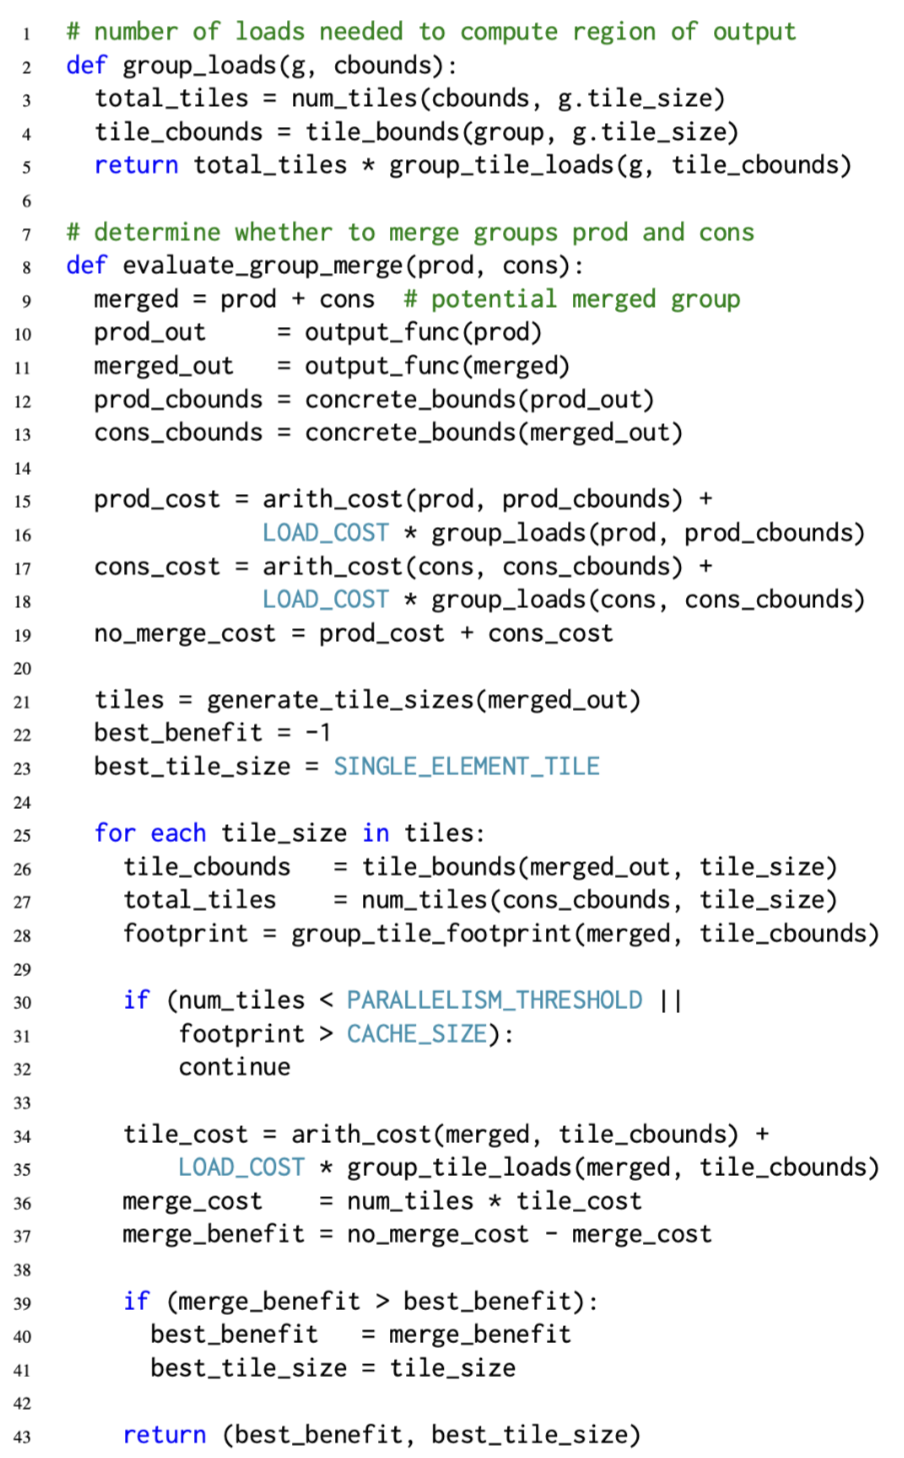 1 # number of loads needed to compute region of output
2 def group_loads(g, cbounds):
3   total_tiles = num_tiles(cbounds, g.tile_size)
4   tile_cbounds = tile_bounds(group, g.tile_size)
5   return total_tiles * group_tile_loads(g, tile_cbounds)
6
7 # determine whether to merge groups prod and cons
8 def evaluate_group_merge(prod, cons):
9   merged = prod + cons  # potential merged group
10   prod_out     = output_func(prod)
11   merged_out   = output_func(merged)
12   prod_cbounds = concrete_bounds(prod_out)
13   cons_cbounds = concrete_bounds(merged_out)
14
15   prod_cost = arith_cost(prod, prod_cbounds) +
16               LOAD_COST * group_loads(prod, prod_cbounds)
17   cons_cost = arith_cost(cons, cons_cbounds) +
18               LOAD_COST * group_loads(cons, cons_cbounds)
19   no_merge_cost = prod_cost + cons_cost
20
21   tiles = generate_tile_sizes(merged_out)
22   best_benefit = -1
23   best_tile_size = SINGLE_ELEMENT_TILE
24
25   for each tile_size in tiles:
26     tile_cbounds   = tile_bounds(merged_out, tile_size)
27     total_tiles    = num_tiles(cons_cbounds, tile_size)
28     footprint = group_tile_footprint(merged, tile_cbounds)
29
30     if (num_tiles < PARALLELISM_THRESHOLD ||
31         footprint > CACHE_SIZE):
32         continue
33
34     tile_cost = arith_cost(merged, tile_cbounds) +
35         LOAD_COST * group_tile_loads(merged, tile_cbounds)
36     merge_cost    = num_tiles * tile_cost
37     merge_benefit = no_merge_cost - merge_cost
38
39     if (merge_benefit > best_benefit):
40       best_benefit   = merge_benefit
41       best_tile_size = tile_size
42
43     return (best_benefit, best_tile_size)